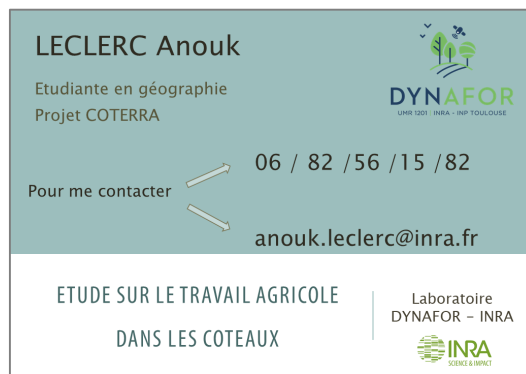 LECLERC Anouk
Etudiante en géographie
Projet COTERRA
DYNAFOR
UMR 1201 | INRA - INP TOULOUSE
Pour me contacter
06 / 82 /56 /15 /82
anouk.leclerc@inra.fr
ETUDE SUR LE TRAVAIL AGRICOLE
DANS LES COTEAUX
Laboratoire
DYNAFOR – INRA
INRA
SCIENCE & IMPACT